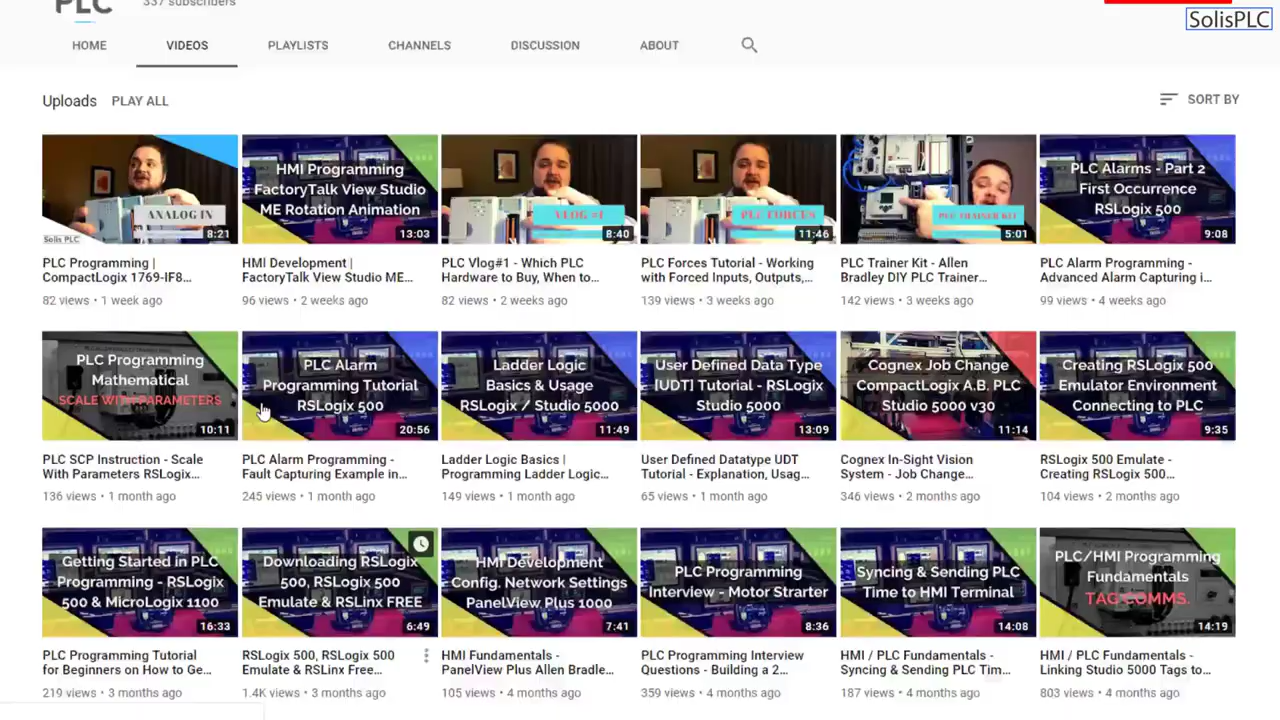 PLC
337 subscribers
SolisPLC
HOME
VIDEOS
PLAYLISTS
CHANNELS
DISCUSSION
ABOUT
Uploads
PLAY ALL
SORT BY
ANALOG IN
Solis PLC
8:21
PLC Programming |
CompactLogix 1769-IF8...
82 views • 1 week ago
HMI Programming
FactoryTalk View Studio
ME Rotation Animation
13:03
HMI Development |
FactoryTalk View Studio ME...
96 views • 2 weeks ago
VLOG #1
8:40
PLC Vlog#1 - Which PLC
Hardware to Buy, When to...
82 views • 2 weeks ago
PLC FORCES
11:46
PLC Forces Tutorial - Working
with Forced Inputs, Outputs,...
139 views • 3 weeks ago
PLC TRAINER KIT
5:01
PLC Trainer Kit - Allen
Bradley DIY PLC Trainer...
142 views • 3 weeks ago
PLC Alarms - Part 2
First Occurrence
RSLogix 500
9:08
PLC Alarm Programming -
Advanced Alarm Capturing i...
99 views • 4 weeks ago
PLC Programming
Mathematical
SCALE WITH PARAMETERS
10:11
PLC SCP Instruction - Scale
With Parameters RSLogix...
136 views • 1 month ago
PLC Alarm
Programming Tutorial
RSLogix 500
20:56
PLC Alarm Programming -
Fault Capturing Example in...
245 views • 1 month ago
Ladder Logic
Basics & Usage
RSLogix / Studio 5000
11:49
Ladder Logic Basics |
Programming Ladder Logic...
149 views • 1 month ago
User Defined Data Type
[UDT] Tutorial - RSLogix
Studio 5000
13:09
User Defined Datatype UDT
Tutorial - Explanation, Usag...
65 views • 1 month ago
Cognex Job Change
CompactLogix A.B. PLC
Studio 5000 v30
11:14
Cognex In-Sight Vision
System - Job Change...
346 views • 2 months ago
Creating RSLogix 500
Emulator Environment
Connecting to PLC
9:35
RSLogix 500 Emulate -
Creating RSLogix 500...
104 views • 2 months ago
Getting Started in PLC
Programming - RSLogix
500 & MicroLogix 1100
16:33
PLC Programming Tutorial
for Beginners on How to Ge...
219 views • 3 months ago
Downloading RSLogix
500, RSLogix 500
Emulate & RSLinx FREE
6:49
RSLogix 500, RSLogix 500
Emulate & RSLinx Free...
1.4K views • 3 months ago
HMI Development
Config. Network Settings
PanelView Plus 1000
7:41
HMI Fundamentals -
PanelView Plus Allen Bradle...
105 views • 4 months ago
PLC Programming
Interview - Motor Starter
8:36
PLC Programming Interview
Questions - Building a 2...
359 views • 4 months ago
Syncing & Sending PLC
Time to HMI Terminal
14:08
HMI / PLC Fundamentals -
Syncing & Sending PLC Tim...
187 views • 4 months ago
PLC/HMI Programming
Fundamentals
TAG COMMS.
14:19
HMI / PLC Fundamentals -
Linking Studio 5000 Tags to...
803 views • 4 months ago